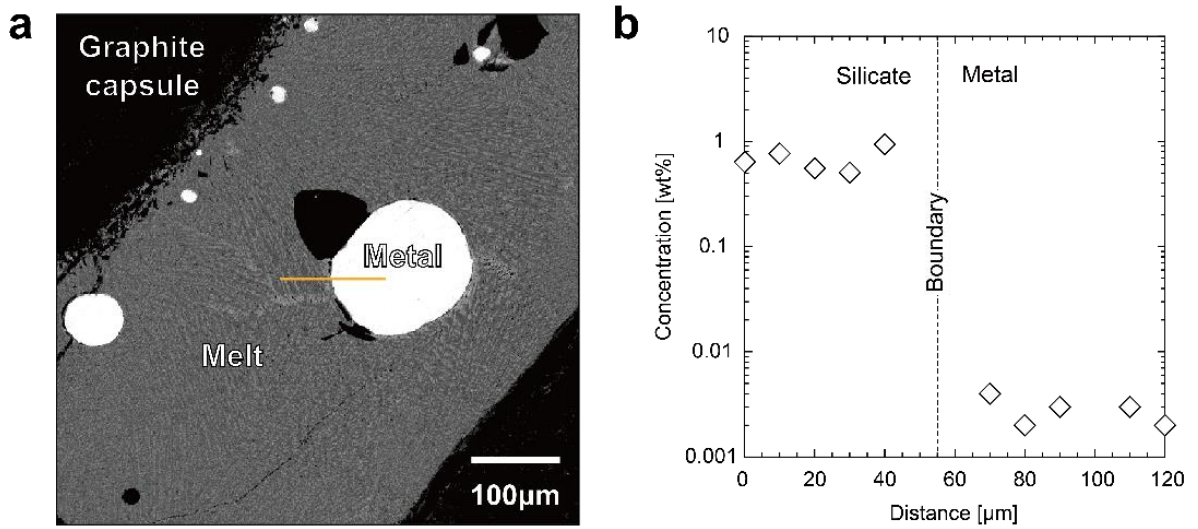 a
Graphite
capsule
Metal
Melt
100µm
b
10
1
0.1
0.01
0.001
Concentration [wt%]
Silicate
Metal
Boundary
0
20
40
60
80
100
120
Distance [µm]